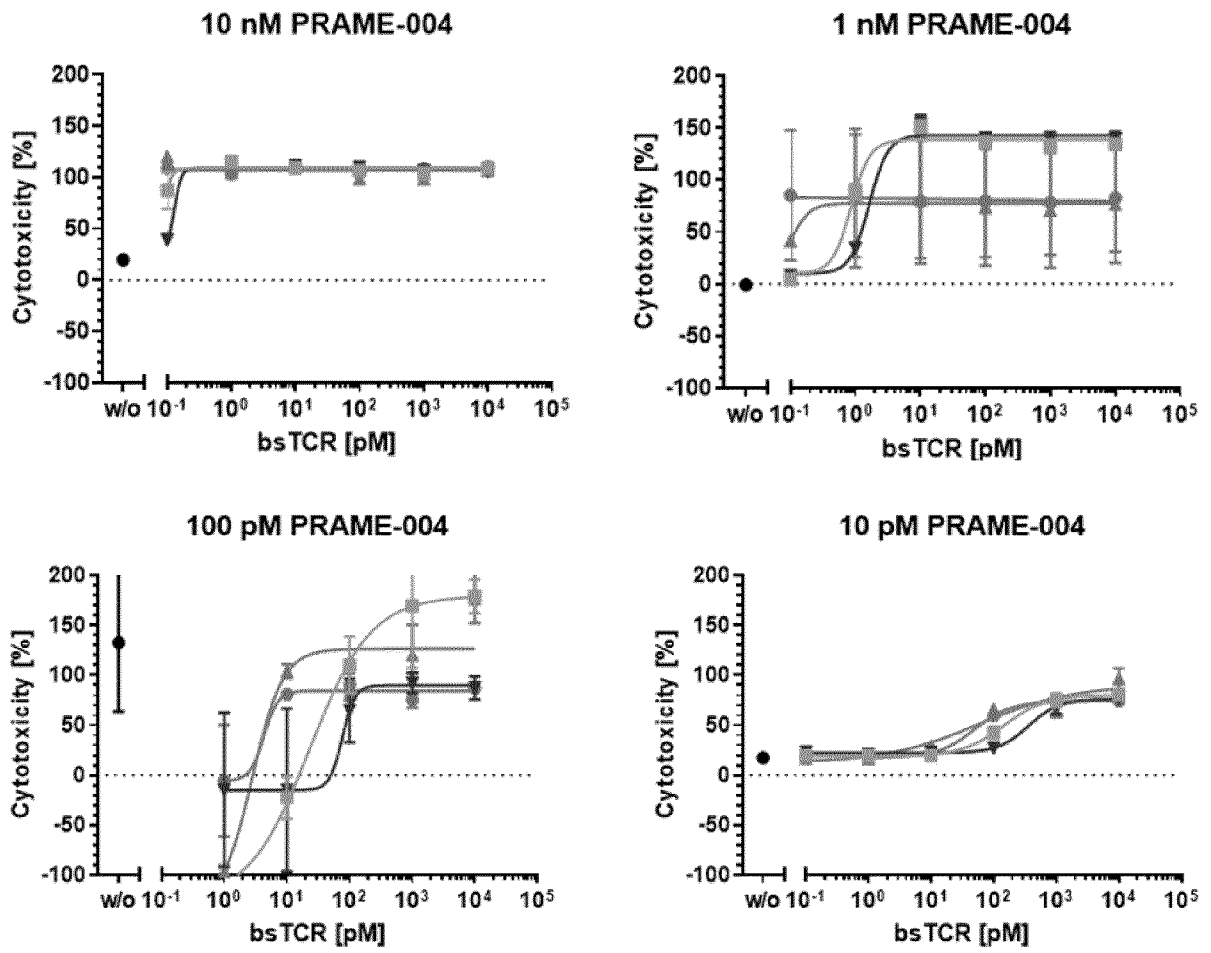 10 nM PRAME-004
1 nM PRAME-004
Cytotoxicity [%]
200
150
100
50
0
-50
-100
w/o 10⁻¹ 10⁰ 10¹ 10² 10³ 10⁴ 10⁵
bsTCR [pM]
Cytotoxicity [%]
200
150
100
50
0
-50
-100
w/o 10⁻¹ 10⁰ 10¹ 10² 10³ 10⁴ 10⁵
bsTCR [pM]
100 pM PRAME-004
10 pM PRAME-004
Cytotoxicity [%]
200
150
100
50
0
-50
-100
w/o 10⁻¹ 10⁰ 10¹ 10² 10³ 10⁴ 10⁵
bsTCR [pM]
Cytotoxicity [%]
200
150
100
50
0
-50
-100
w/o 10⁻¹ 10⁰ 10¹ 10² 10³ 10⁴ 10⁵
bsTCR [pM]